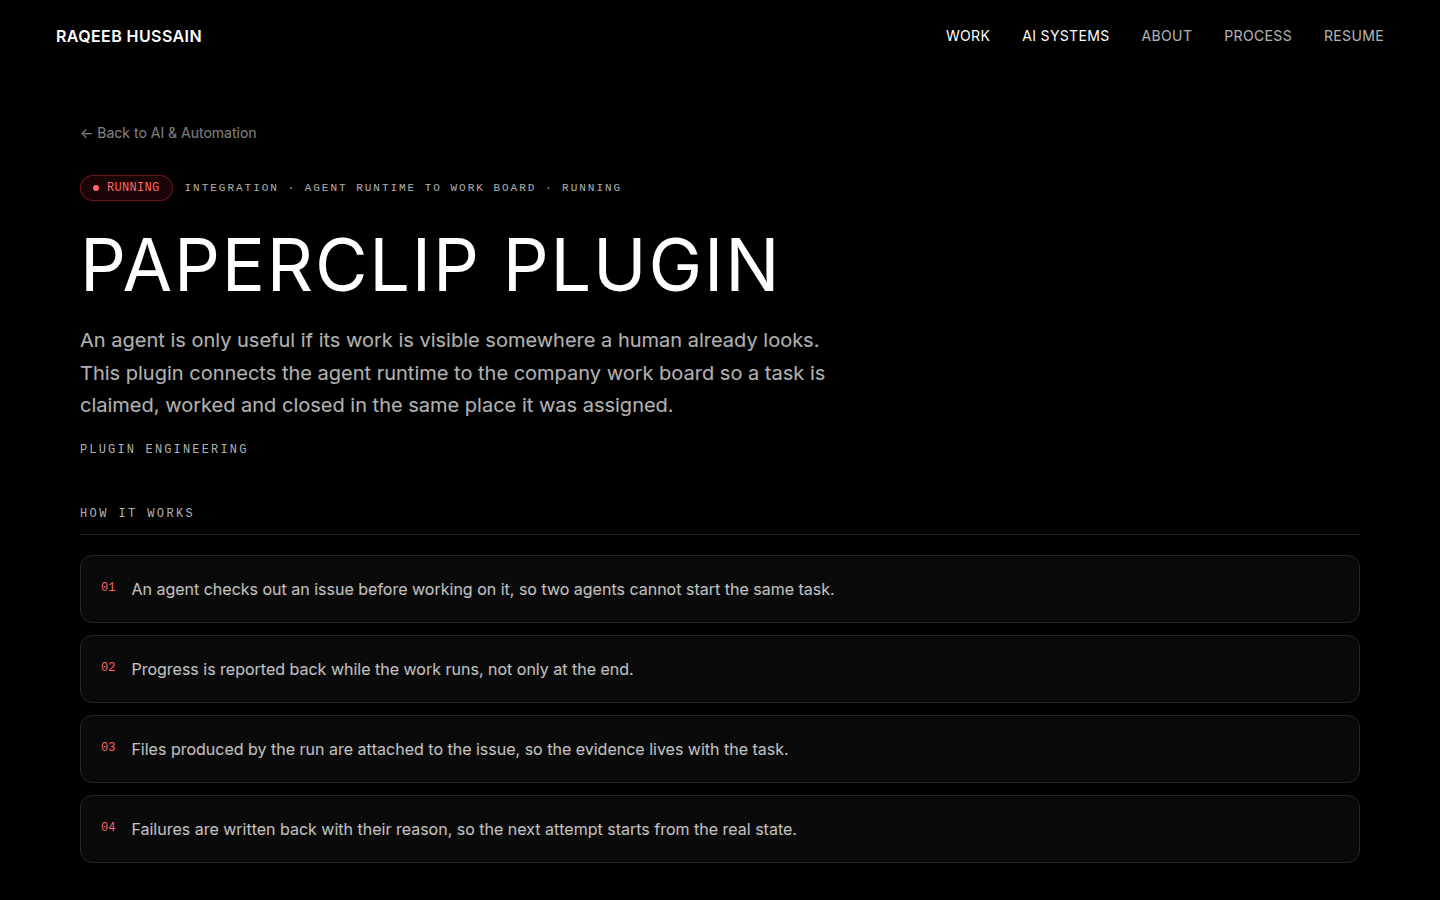 RAQEEB HUSSAIN
WORK AI SYSTEMS ABOUT PROCESS RESUME
← Back to AI & Automation
RUNNING INTEGRATION · AGENT RUNTIME TO WORK BOARD · RUNNING
PAPERCLIP PLUGIN
An agent is only useful if its work is visible somewhere a human already looks.
This plugin connects the agent runtime to the company work board so a task is
claimed, worked and closed in the same place it was assigned.
PLUGIN ENGINEERING
HOW IT WORKS
01 An agent checks out an issue before working on it, so two agents cannot start the same task.
02 Progress is reported back while the work runs, not only at the end.
03 Files produced by the run are attached to the issue, so the evidence lives with the task.
04 Failures are written back with their reason, so the next attempt starts from the real state.